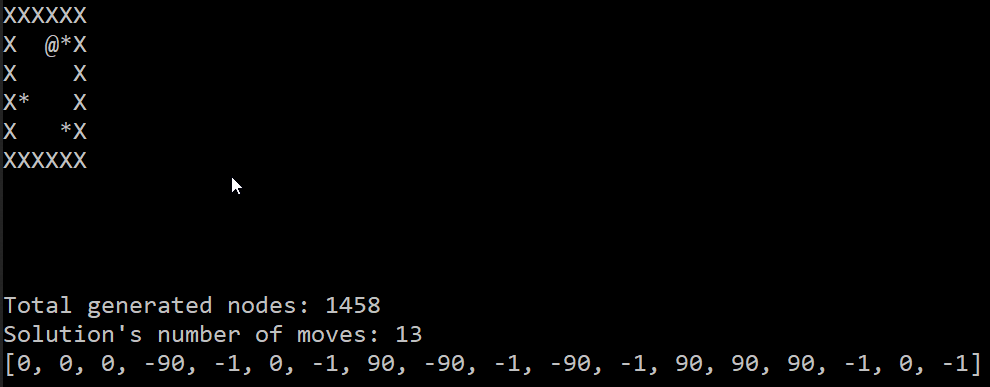 XXXXXX
X  @*X
X    X
X*   X
X   *X
XXXXXX
Total generated nodes: 1458
Solution's number of moves: 13
[0, 0, 0, -90, -1, 0, -1, 90, -90, -1, -90, -1, 90, 90, 90, -1, 0, -1]